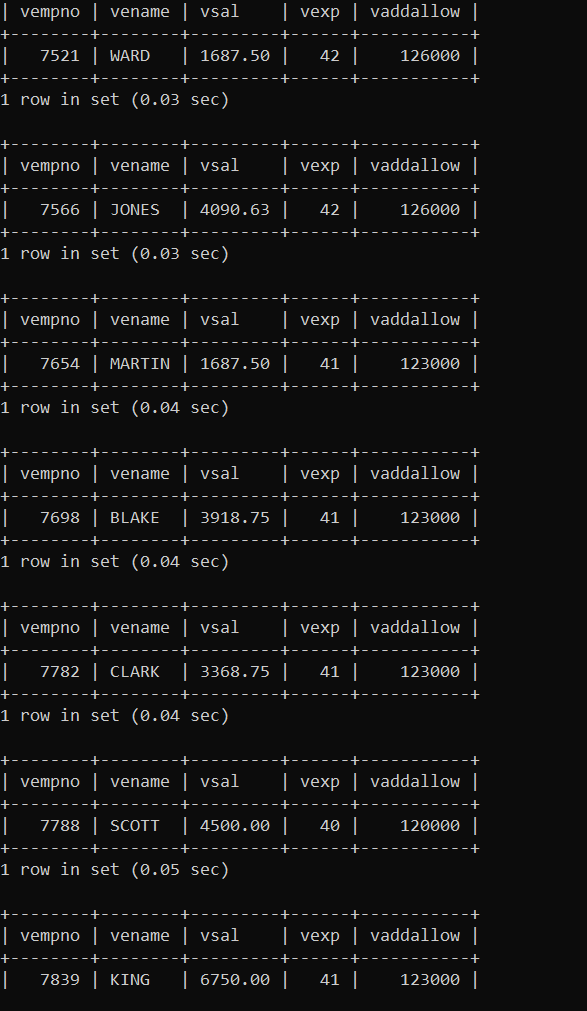 | vempno | vename | vsal    | vexp | vaddallow |
+--------+--------+---------+------+-----------+
|   7521 | WARD   | 1687.50 |   42 |    126000 |
+--------+--------+---------+------+-----------+
1 row in set (0.03 sec)

+--------+--------+---------+------+-----------+
| vempno | vename | vsal    | vexp | vaddallow |
+--------+--------+---------+------+-----------+
|   7566 | JONES  | 4090.63 |   42 |    126000 |
+--------+--------+---------+------+-----------+
1 row in set (0.03 sec)

+--------+--------+---------+------+-----------+
| vempno | vename | vsal    | vexp | vaddallow |
+--------+--------+---------+------+-----------+
|   7654 | MARTIN | 1687.50 |   41 |    123000 |
+--------+--------+---------+------+-----------+
1 row in set (0.04 sec)

+--------+--------+---------+------+-----------+
| vempno | vename | vsal    | vexp | vaddallow |
+--------+--------+---------+------+-----------+
|   7698 | BLAKE  | 3918.75 |   41 |    123000 |
+--------+--------+---------+------+-----------+
1 row in set (0.04 sec)

+--------+--------+---------+------+-----------+
| vempno | vename | vsal    | vexp | vaddallow |
+--------+--------+---------+------+-----------+
|   7782 | CLARK  | 3368.75 |   41 |    123000 |
+--------+--------+---------+------+-----------+
1 row in set (0.04 sec)

+--------+--------+---------+------+-----------+
| vempno | vename | vsal    | vexp | vaddallow |
+--------+--------+---------+------+-----------+
|   7788 | SCOTT  | 4500.00 |   40 |    120000 |
+--------+--------+---------+------+-----------+
1 row in set (0.05 sec)

+--------+--------+---------+------+-----------+
| vempno | vename | vsal    | vexp | vaddallow |
+--------+--------+---------+------+-----------+
|   7839 | KING   | 6750.00 |   41 |    123000 |